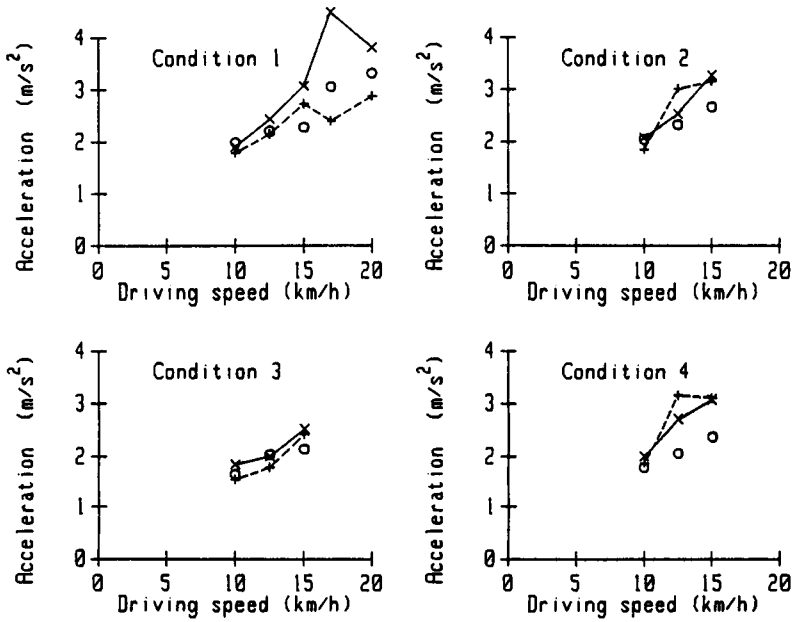 Condition 1
Acceleration (m/s²)
4
3
2
1
0
0 5 10 15 20
Driving speed (km/h)
Condition 2
Acceleration (m/s²)
4
3
2
1
0
0 5 10 15 20
Driving speed (km/h)
Condition 3
Acceleration (m/s²)
4
3
2
1
0
0 5 10 15 20
Driving speed (km/h)
Condition 4
Acceleration (m/s²)
4
3
2
1
0
0 5 10 15 20
Driving speed (km/h)